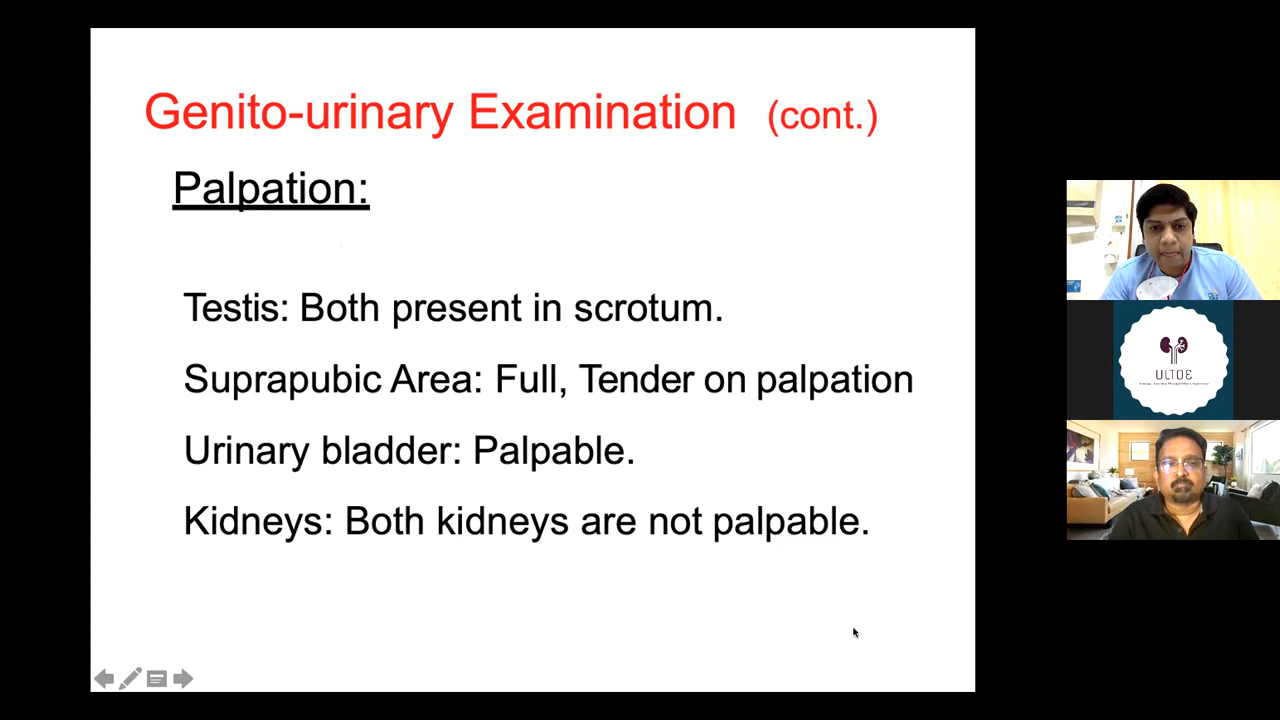 Genito-urinary Examination (cont.)
Palpation:
Testis: Both present in scrotum.
Suprapubic Area: Full, Tender on palpation
Urinary bladder: Palpable.
Kidneys: Both kidneys are not palpable.
ULTOE